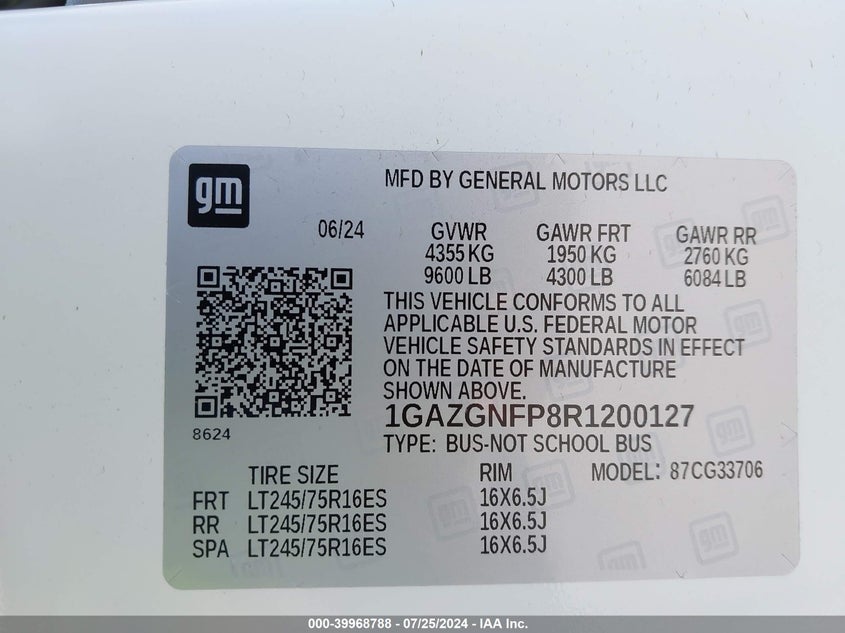 gm
MFD BY GENERAL MOTORS LLC
06/24 GVWR GAWR FRT GAWR RR
4355 KG 1950 KG 2760 KG
9600 LB 4300 LB 6084 LB
THIS VEHICLE CONFORMS TO ALL
APPLICABLE U.S. FEDERAL MOTOR
VEHICLE SAFETY STANDARDS IN EFFECT
ON THE DATE OF MANUFACTURE
SHOWN ABOVE.
1GAZGNFP8R1200127
8624
TYPE: BUS-NOT SCHOOL BUS
TIRE SIZE RIM MODEL: 87CG33706
FRT LT245/75R16ES 16X6.5J
RR LT245/75R16ES 16X6.5J
SPA LT245/75R16ES 16X6.5J
000-39968788 - 07/25/2024 - IAA Inc.